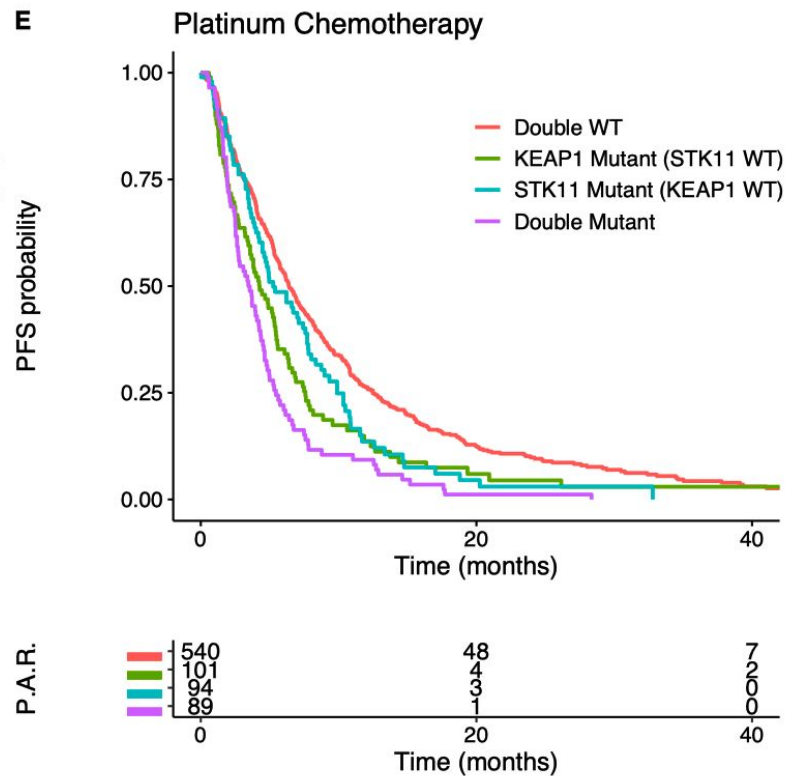 E Platinum Chemotherapy
1.00
0.75
0.50
0.25
0.00
PFS probability
Double WT
KEAP1 Mutant (STK11 WT)
STK11 Mutant (KEAP1 WT)
Double Mutant
0 20 40
Time (months)
P.A.R.
540 48 7
101 4 2
94 3 0
89 1 0
0 20 40
Time (months)